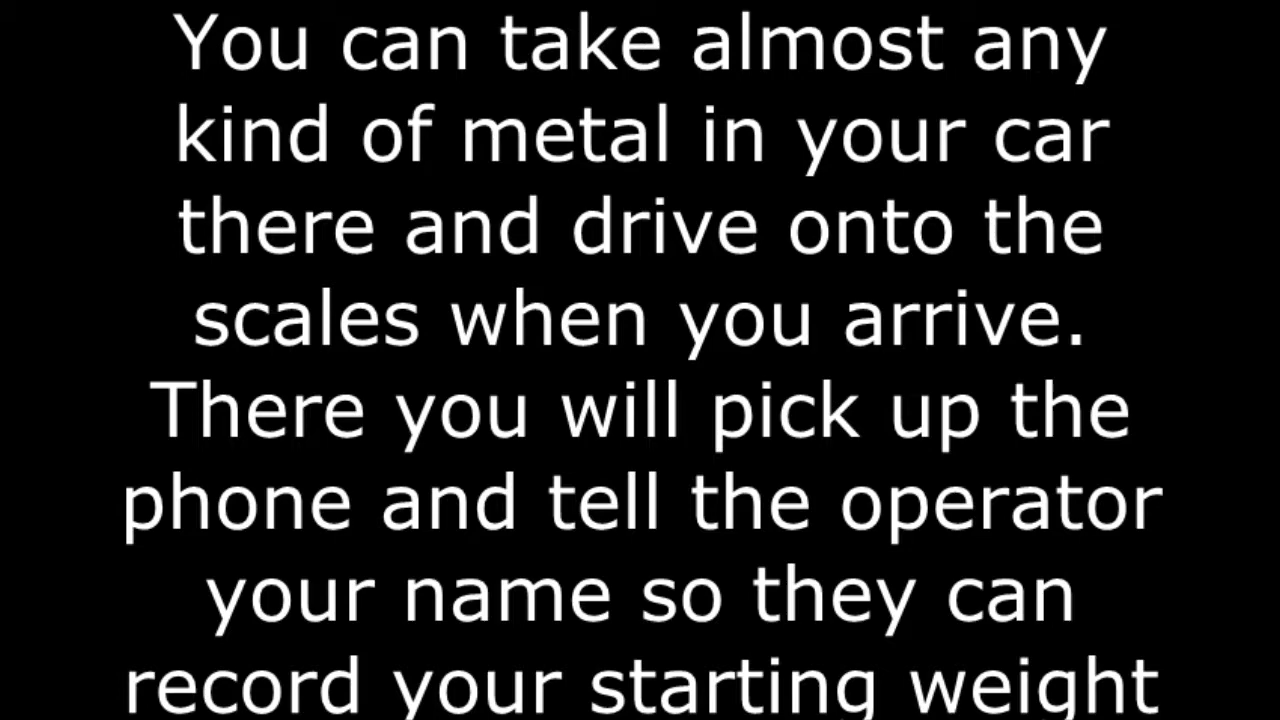 You can take almost any
kind of metal in your car
there and drive onto the
scales when you arrive.
There you will pick up the
phone and tell the operator
your name so they can
record your starting weight